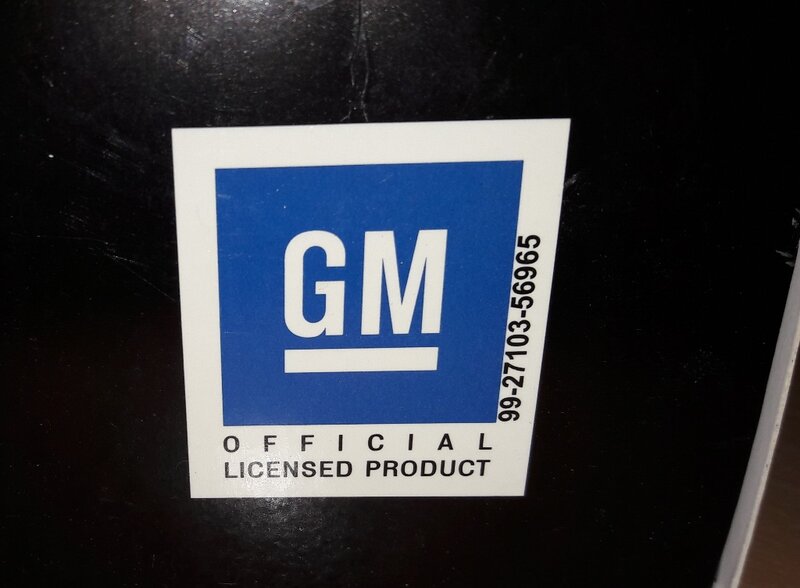 GM
OFFICIAL
LICENSED PRODUCT
99-27103-56965